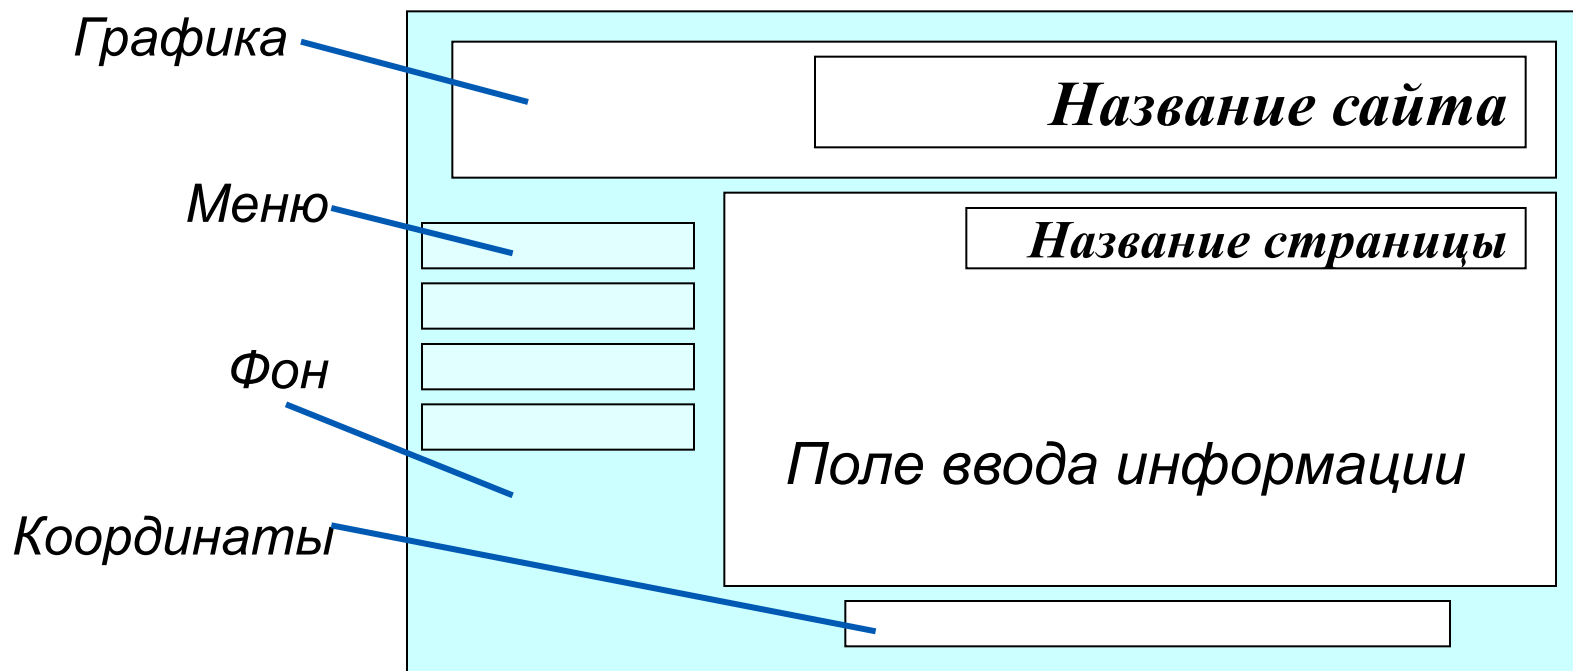 Графика
Название сайта
Меню
Название страницы
Фон
Поле ввода информации
Координаты